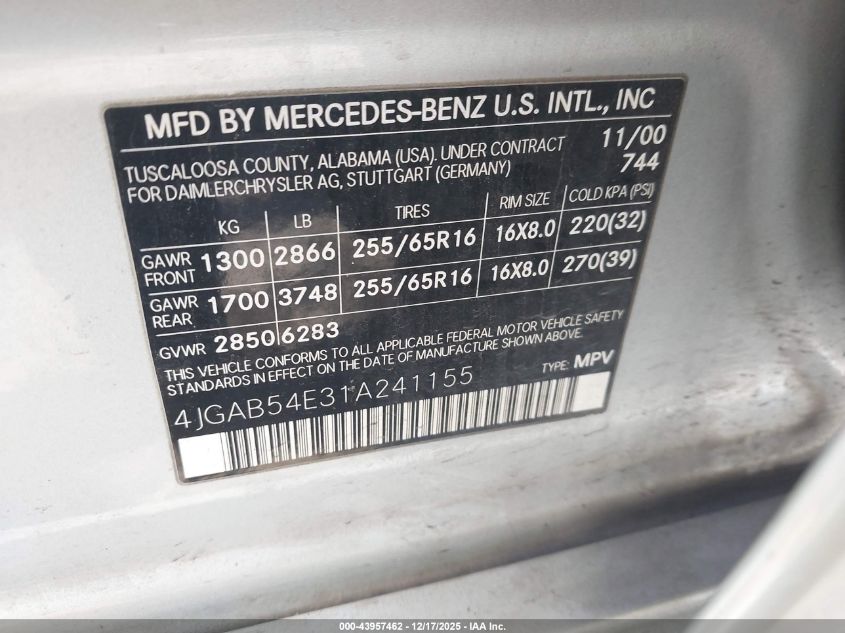 MFD BY MERCEDES-BENZ U.S. INTL., INC
TUSCALOOSA COUNTY, ALABAMA (USA). UNDER CONTRACT 11/00
FOR DAIMLERCHRYSLER AG, STUTTGART (GERMANY) 744
KG LB TIRES RIM SIZE COLD KPA (PSI)
GAWR FRONT 1300 2866 255/65R16 16X8.0 220(32)
GAWR REAR 1700 3748 255/65R16 16X8.0 270(39)
GVWR 2850 6283
THIS VEHICLE CONFORMS TO ALL APPLICABLE FEDERAL MOTOR VEHICLE SAFETY
STANDARDS IN EFFECT ON THE DATE OF MANUFACTURE SHOWN ABOVE.
4JGAB54E31A241155 TYPE: MPV
000-43957462 - 12/17/2025 - IAA Inc.